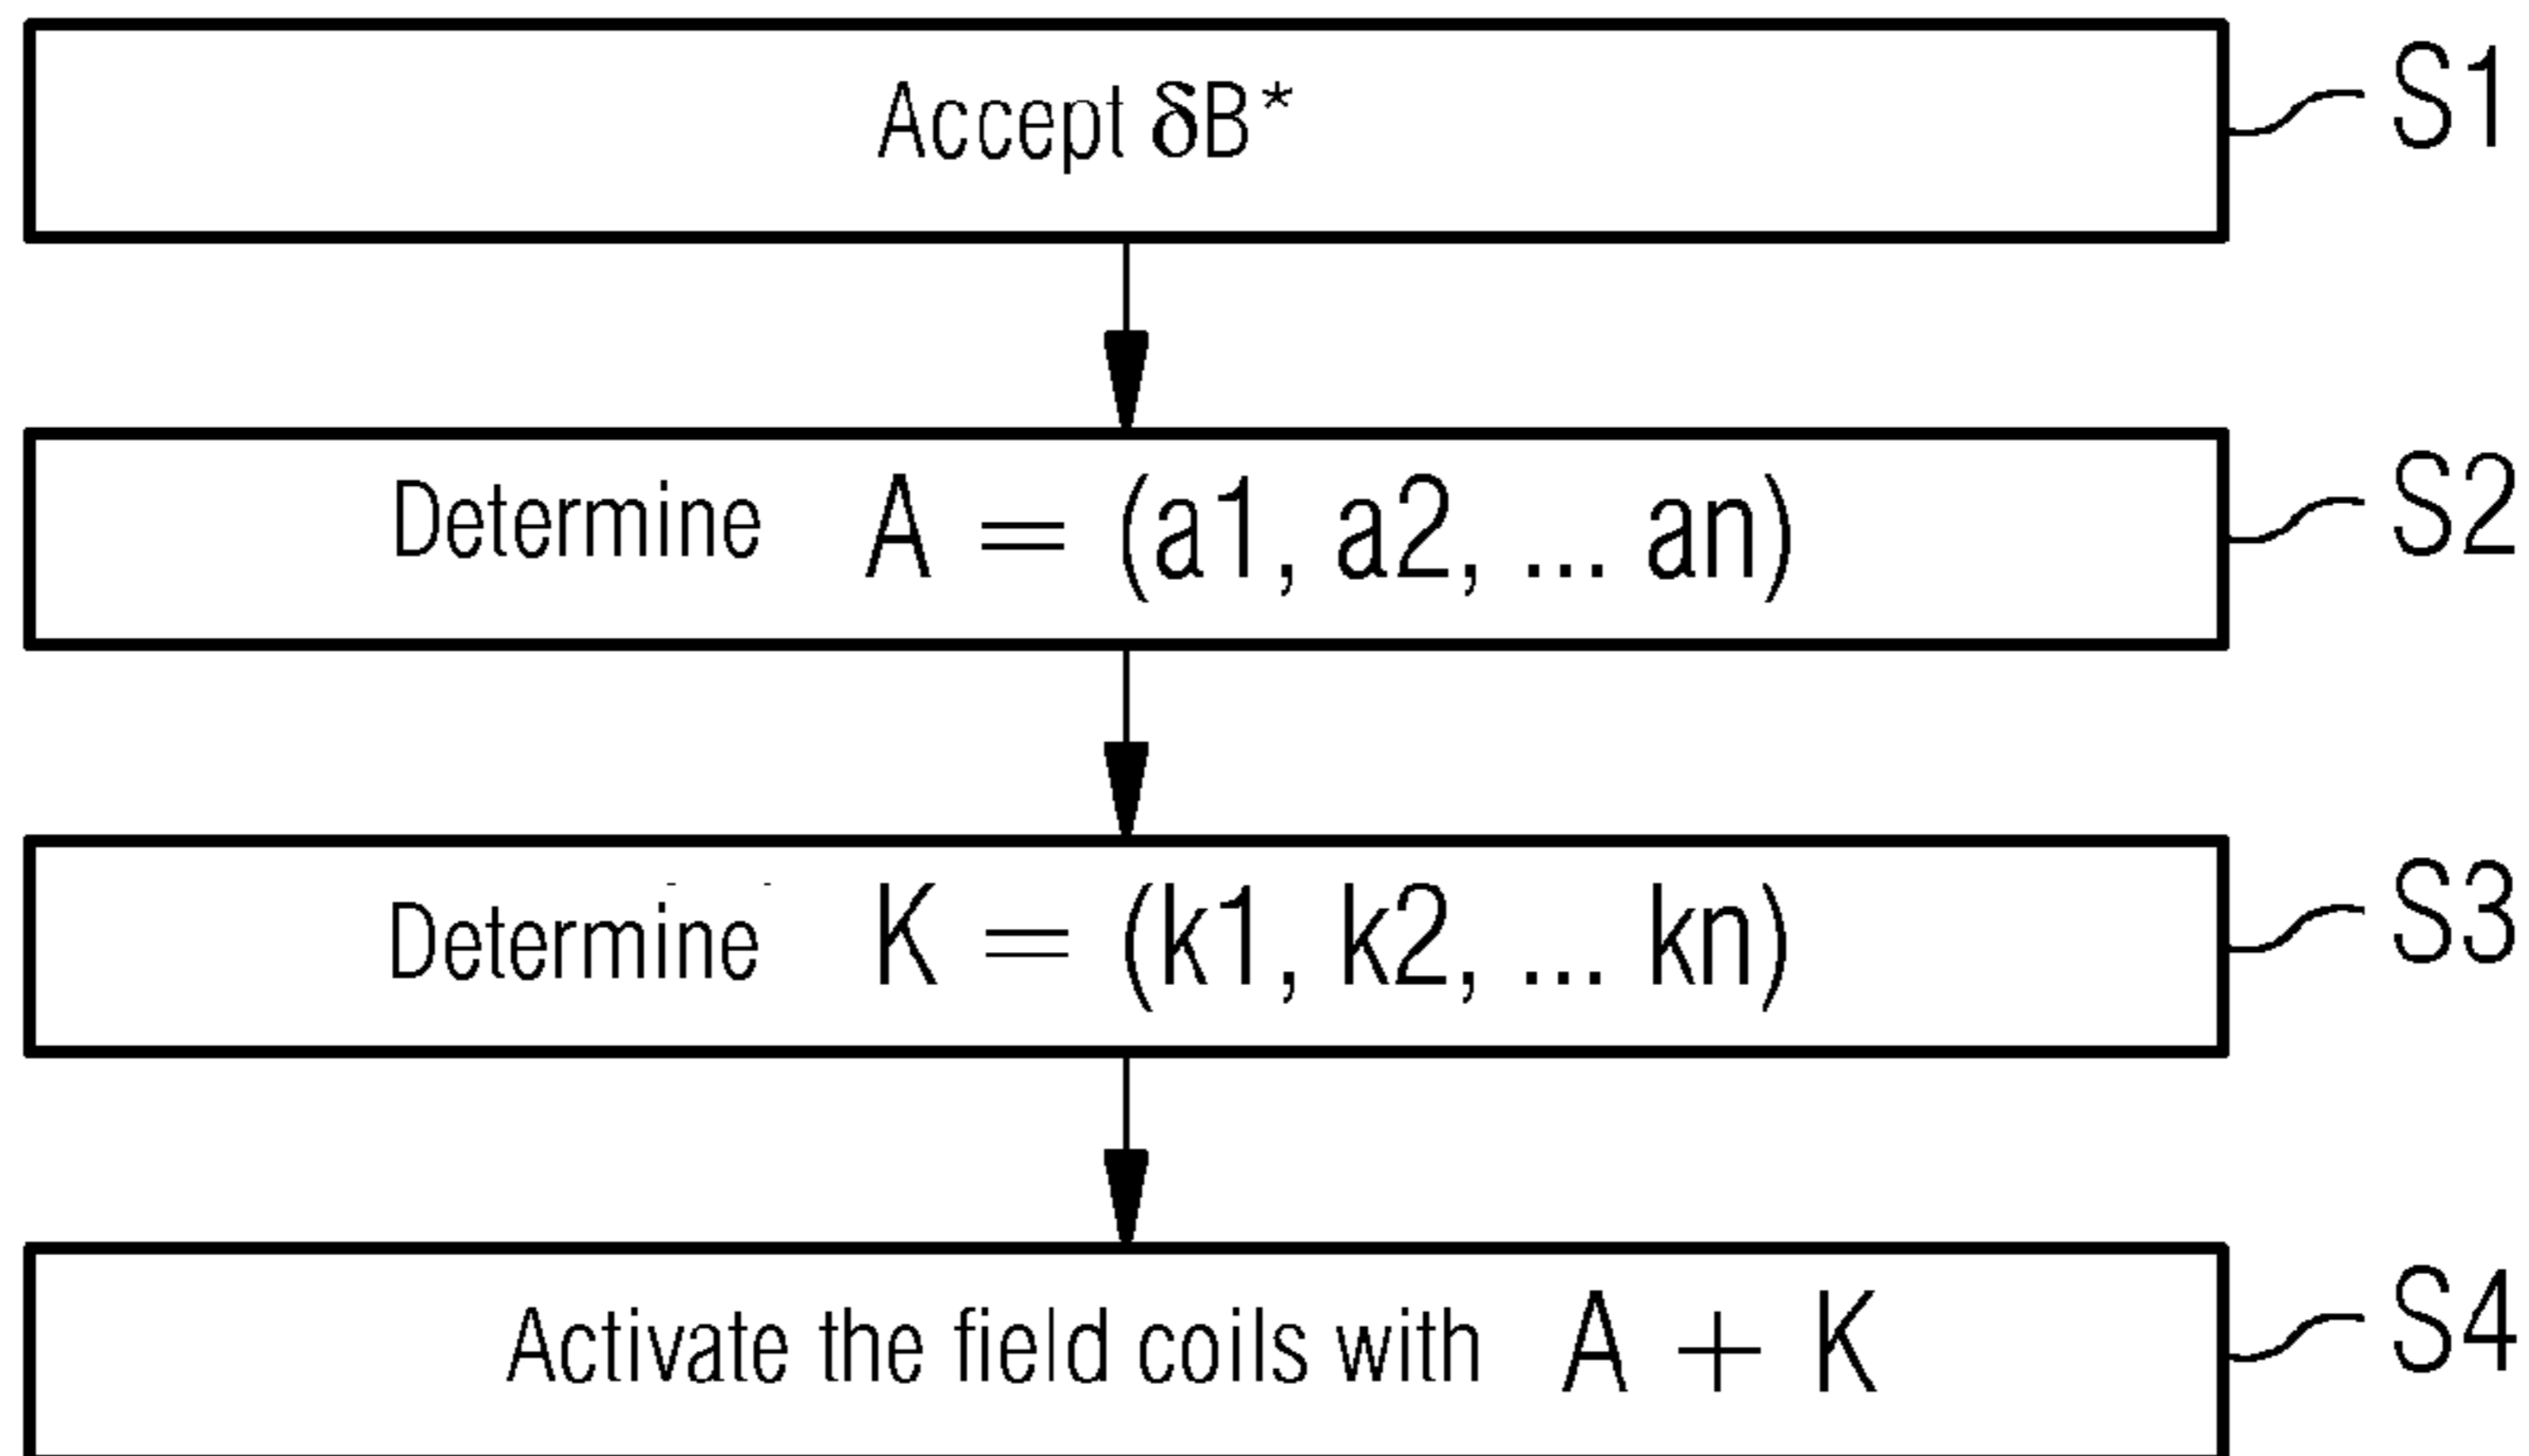 Accept δB* S1
Determine A = (a1, a2, ... an) S2
Determine K = (k1, k2, ... kn) S3
Activate the field coils with A + K S4